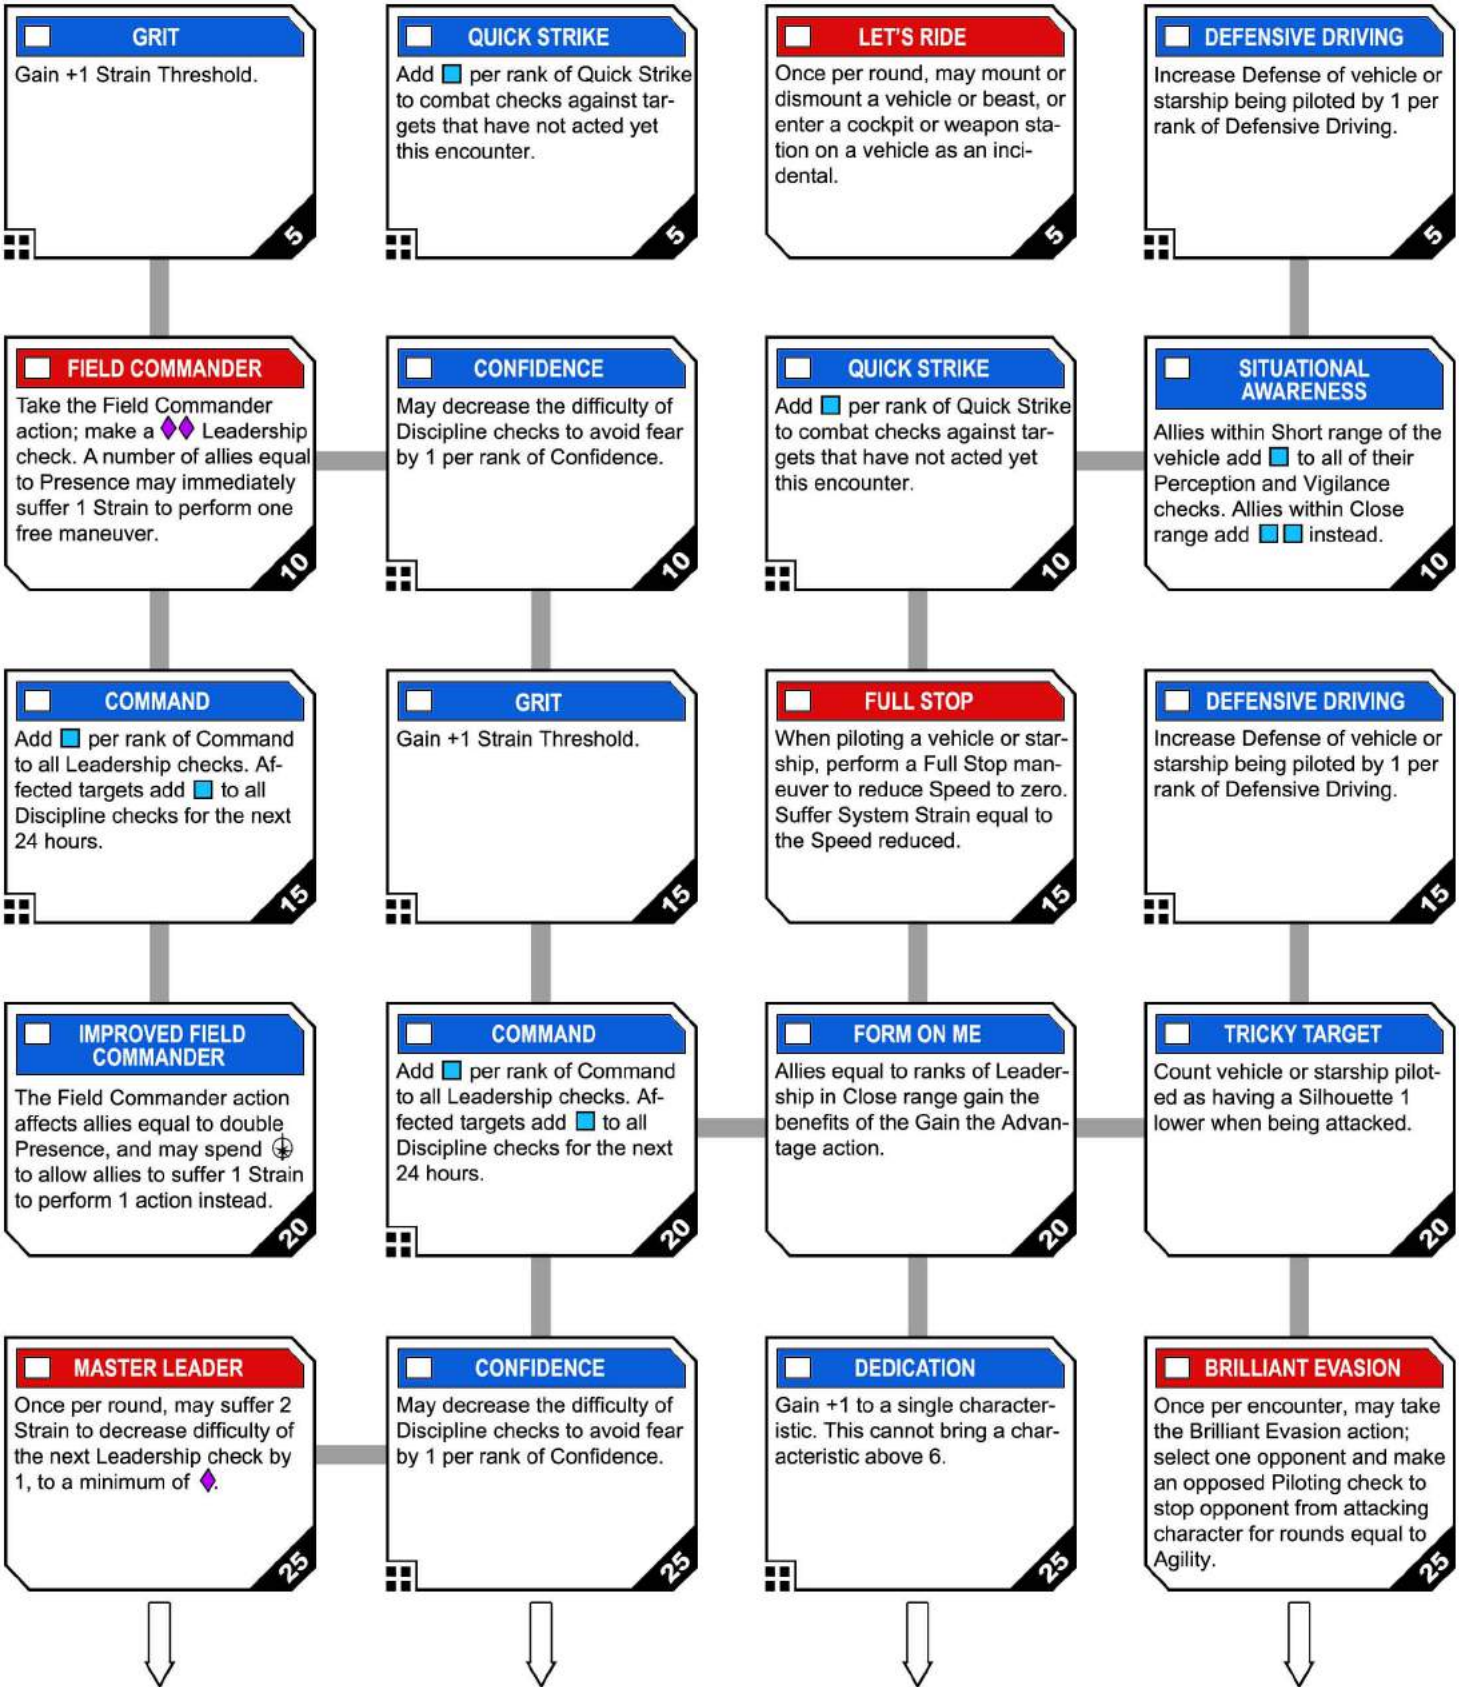 GRIT
Gain +1 Strain Threshold.
5
QUICK STRIKE
Add per rank of Quick Strike
to combat checks against tar-
gets that have not acted yet
this encounter.
5
LET'S RIDE
Once per round, may mount or
dismount a vehicle or beast, or
enter a cockpit or weapon sta-
tion on a vehicle as an inci-
dental.
5
DEFENSIVE DRIVING
Increase Defense of vehicle or
starship being piloted by 1 per
rank of Defensive Driving.
5
FIELD COMMANDER
Take the Field Commander
action; make a Leadership
check. A number of allies equal
to Presence may immediately
suffer 1 Strain to perform one
free maneuver.
10
CONFIDENCE
May decrease the difficulty of
Discipline checks to avoid fear
by 1 per rank of Confidence.
10
QUICK STRIKE
Add per rank of Quick Strike
to combat checks against tar-
gets that have not acted yet
this encounter.
10
SITUATIONAL
AWARENESS
Allies within Short range of the
vehicle add to all of their
Perception and Vigilance
checks. Allies within Close
range add instead.
10
COMMAND
Add per rank of Command
to all Leadership checks. Af-
fected targets add to all
Discipline checks for the next
24 hours.
15
GRIT
Gain +1 Strain Threshold.
15
FULL STOP
When piloting a vehicle or star-
ship, perform a Full Stop man-
euver to reduce Speed to zero.
Suffer System Strain equal to
the Speed reduced.
15
DEFENSIVE DRIVING
Increase Defense of vehicle or
starship being piloted by 1 per
rank of Defensive Driving.
15
IMPROVED FIELD
COMMANDER
The Field Commander action
affects allies equal to double
Presence, and may spend
to allow allies to suffer 1 Strain
to perform 1 action instead.
20
COMMAND
Add per rank of Command
to all Leadership checks. Af-
fected targets add to all
Discipline checks for the next
24 hours.
20
FORM ON ME
Allies equal to ranks of Leader-
ship in Close range gain the
benefits of the Gain the Advan-
tage action.
20
TRICKY TARGET
Count vehicle or starship pilot-
ed as having a Silhouette 1
lower when being attacked.
20
MASTER LEADER
Once per round, may suffer 2
Strain to decrease difficulty of
the next Leadership check by
1, to a minimum of .
25
CONFIDENCE
May decrease the difficulty of
Discipline checks to avoid fear
by 1 per rank of Confidence.
25
DEDICATION
Gain +1 to a single character-
istic. This cannot bring a char-
acteristic above 6.
25
BRILLIANT EVASION
Once per encounter, may take
the Brilliant Evasion action;
select one opponent and make
an opposed Piloting check to
stop opponent from attacking
character for rounds equal to
Agility.
25